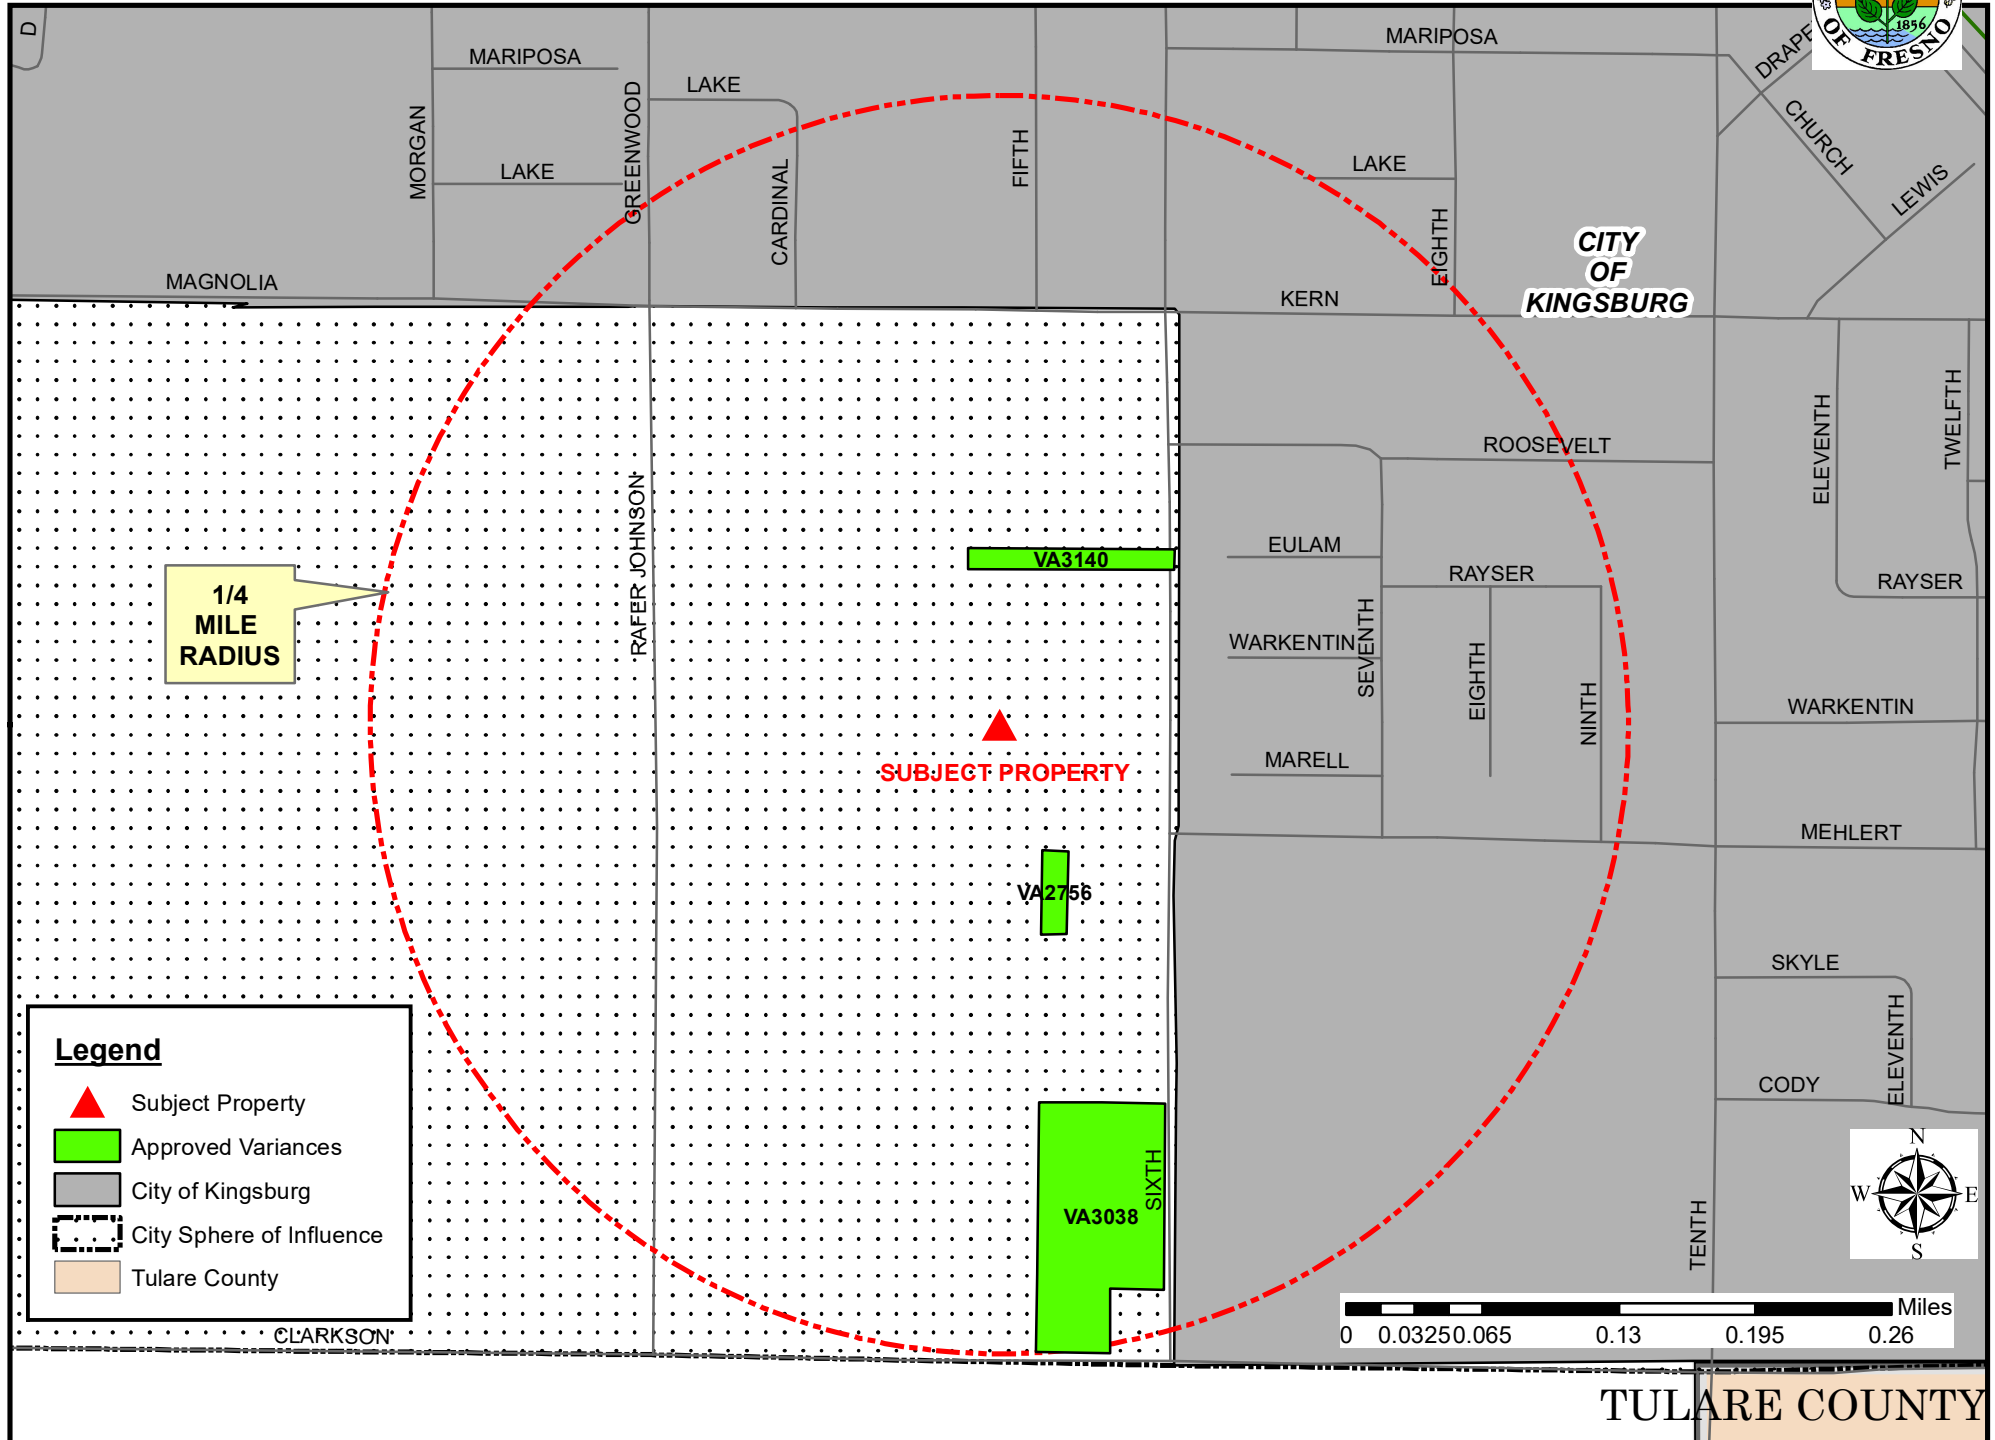 D
MARIPOSA
MARIPOSA
1856
OF FRESNO
LAKE
MORGAN
GREENWOOD
LAKE
CARDINAL
FIFTH
LAKE
EIGHTH
CHURCH
LEWIS
CITY
OF
KINGSBURG
MAGNOLIA
KERN
ROOSEVELT
ELEVENTH
TWELFTH
RAFER JOHNSON
VA3140
EULAM
RAYSER
RAYSER
1/4
MILE
RADIUS
WARKENTIN
SEVENTH
EIGHTH
NINTH
WARKENTIN
SUBJECT PROPERTY
MARELL
MEHLERT
VA2756
SKYLE
ELEVENTH
CODY
Legend
Subject Property
Approved Variances
City of Kingsburg
City Sphere of Influence
Tulare County
SIXTH
VA3038
TENTH
N
W E
S
Miles
0 0.0325 0.065 0.13 0.195 0.26
CLARKSON
TULARE COUNTY